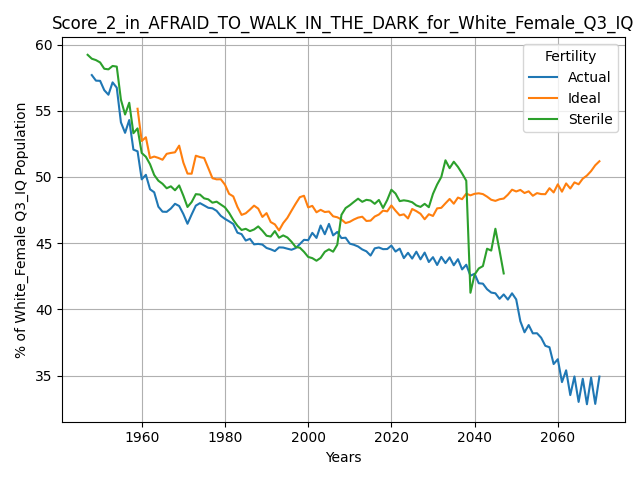 Score_2_in_AFRAID_TO_WALK_IN_THE_DARK_for_White_Female_Q3_IQ
Fertility
Actual
Ideal
Sterile
% of White_Female Q3_IQ Population
60
55
50
45
40
35
1960
1980
2000
2020
2040
2060
Years